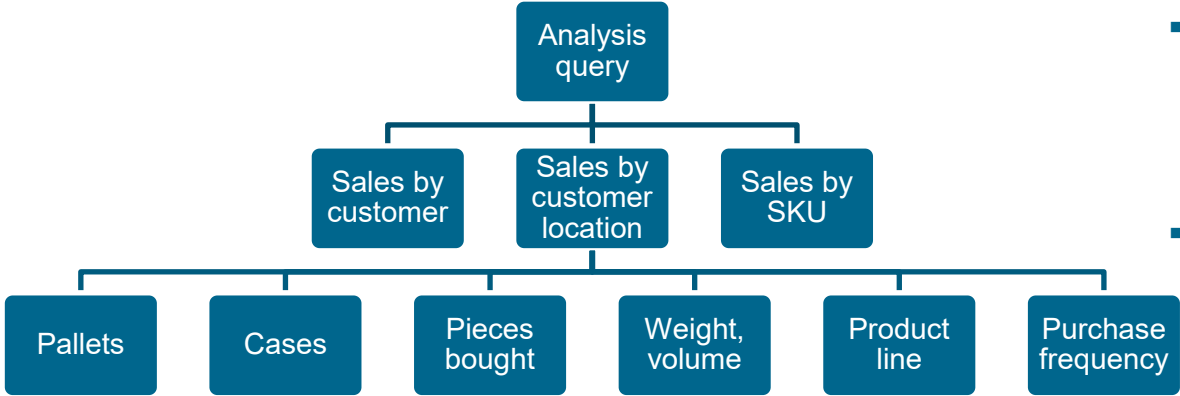 Analysis
query
Sales by
customer
Sales by
customer
location
Sales by
SKU
Pallets
Cases
Pieces
bought
Weight,
volume
Product
line
Purchase
frequency